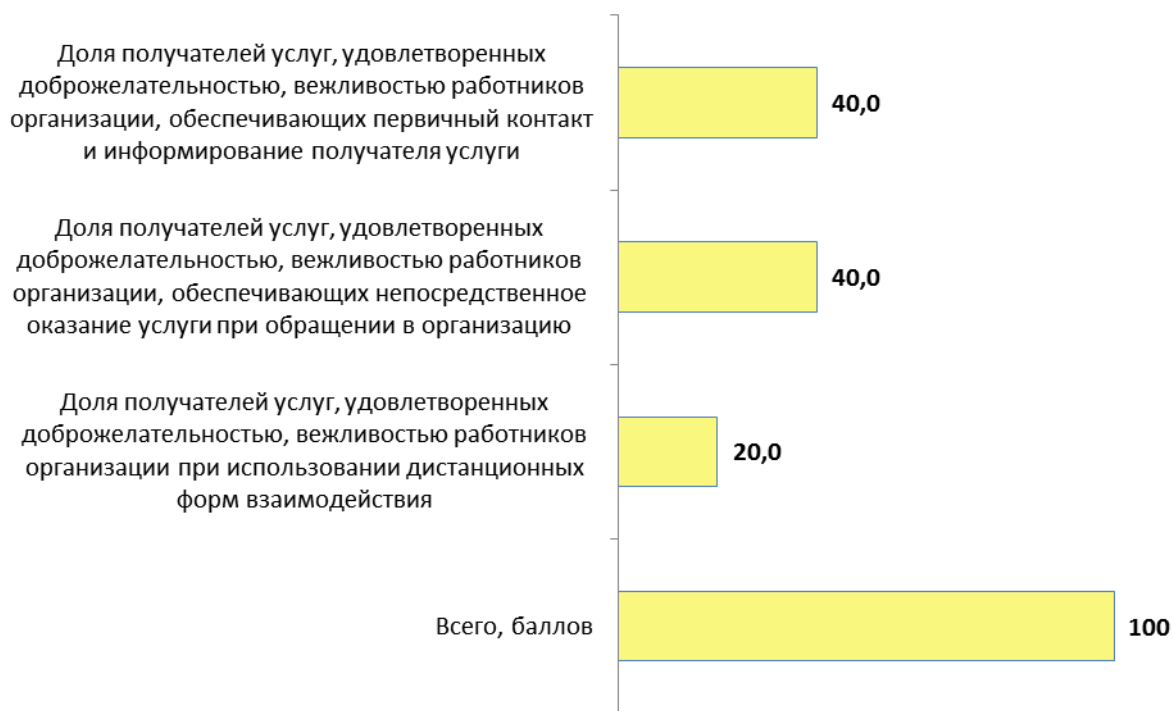 Доля получателей услуг, удовлетворенных
доброжелательностью, вежливостью работников
организации, обеспечивающих первичный контакт
и информирование получателя услуги
40,0
Доля получателей услуг, удовлетворенных
доброжелательностью, вежливостью работников
организации, обеспечивающих непосредственное
оказание услуги при обращении в организацию
40,0
Доля получателей услуг, удовлетворенных
доброжелательностью, вежливостью работников
организации при использовании дистанционных
форм взаимодействия
20,0
Всего, баллов
100